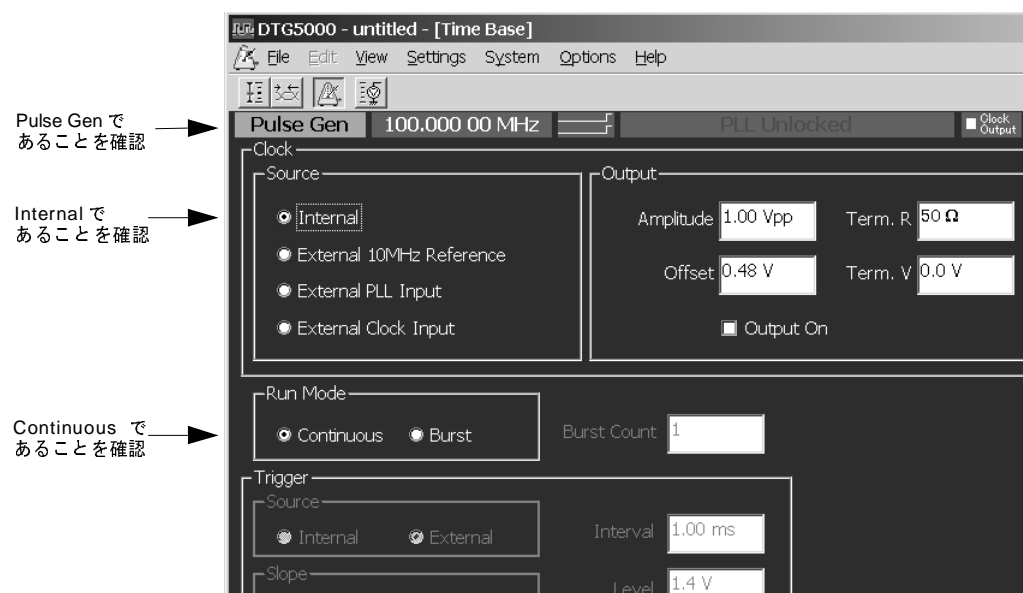 DTG5000 - untitled - [Time Base]
File Edit View Settings System Options Help
Pulse Gen で
あることを確認
Pulse Gen 100.000 00 MHz PLL Unlocked Clock Output
Clock
Source
Output
Internal で
あることを確認
Internal
Amplitude 1.00 Vpp Term. R 50 Ω
External 10MHz Reference
Offset 0.48 V Term. V 0.0 V
External PLL Input
External Clock Input
Output On
Run Mode
Continuous で
あることを確認
Continuous Burst Burst Count 1
Trigger
Source
Internal External Interval 1.00 ms
Slope
Level 1.4 V